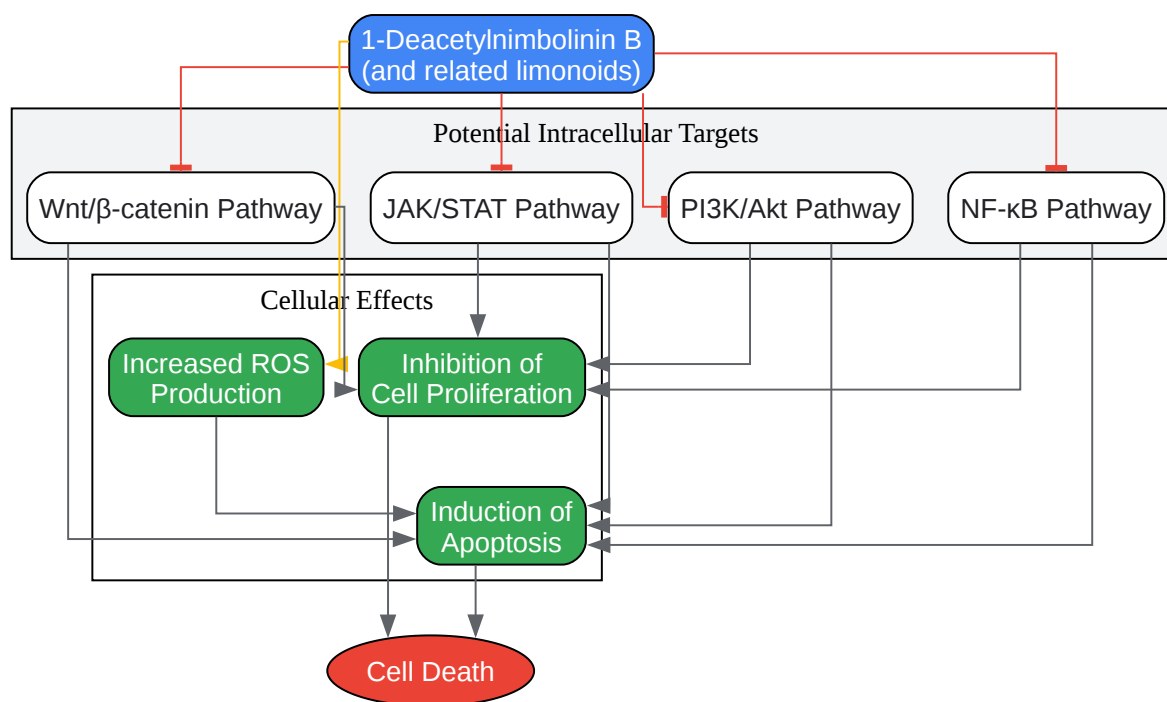 1-Deacetylnimbolinin B
(and related limonoids)
Potential Intracellular Targets
Wnt/β-catenin Pathway
JAK/STAT Pathway
PI3K/Akt Pathway
NF-κB Pathway
Cellular Effects
Increased ROS
Production
Inhibition of
Cell Proliferation
Induction of
Apoptosis
Cell Death